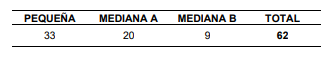 PEQUEÑA MEDIANA A MEDIANA B TOTAL
33 20 9 62